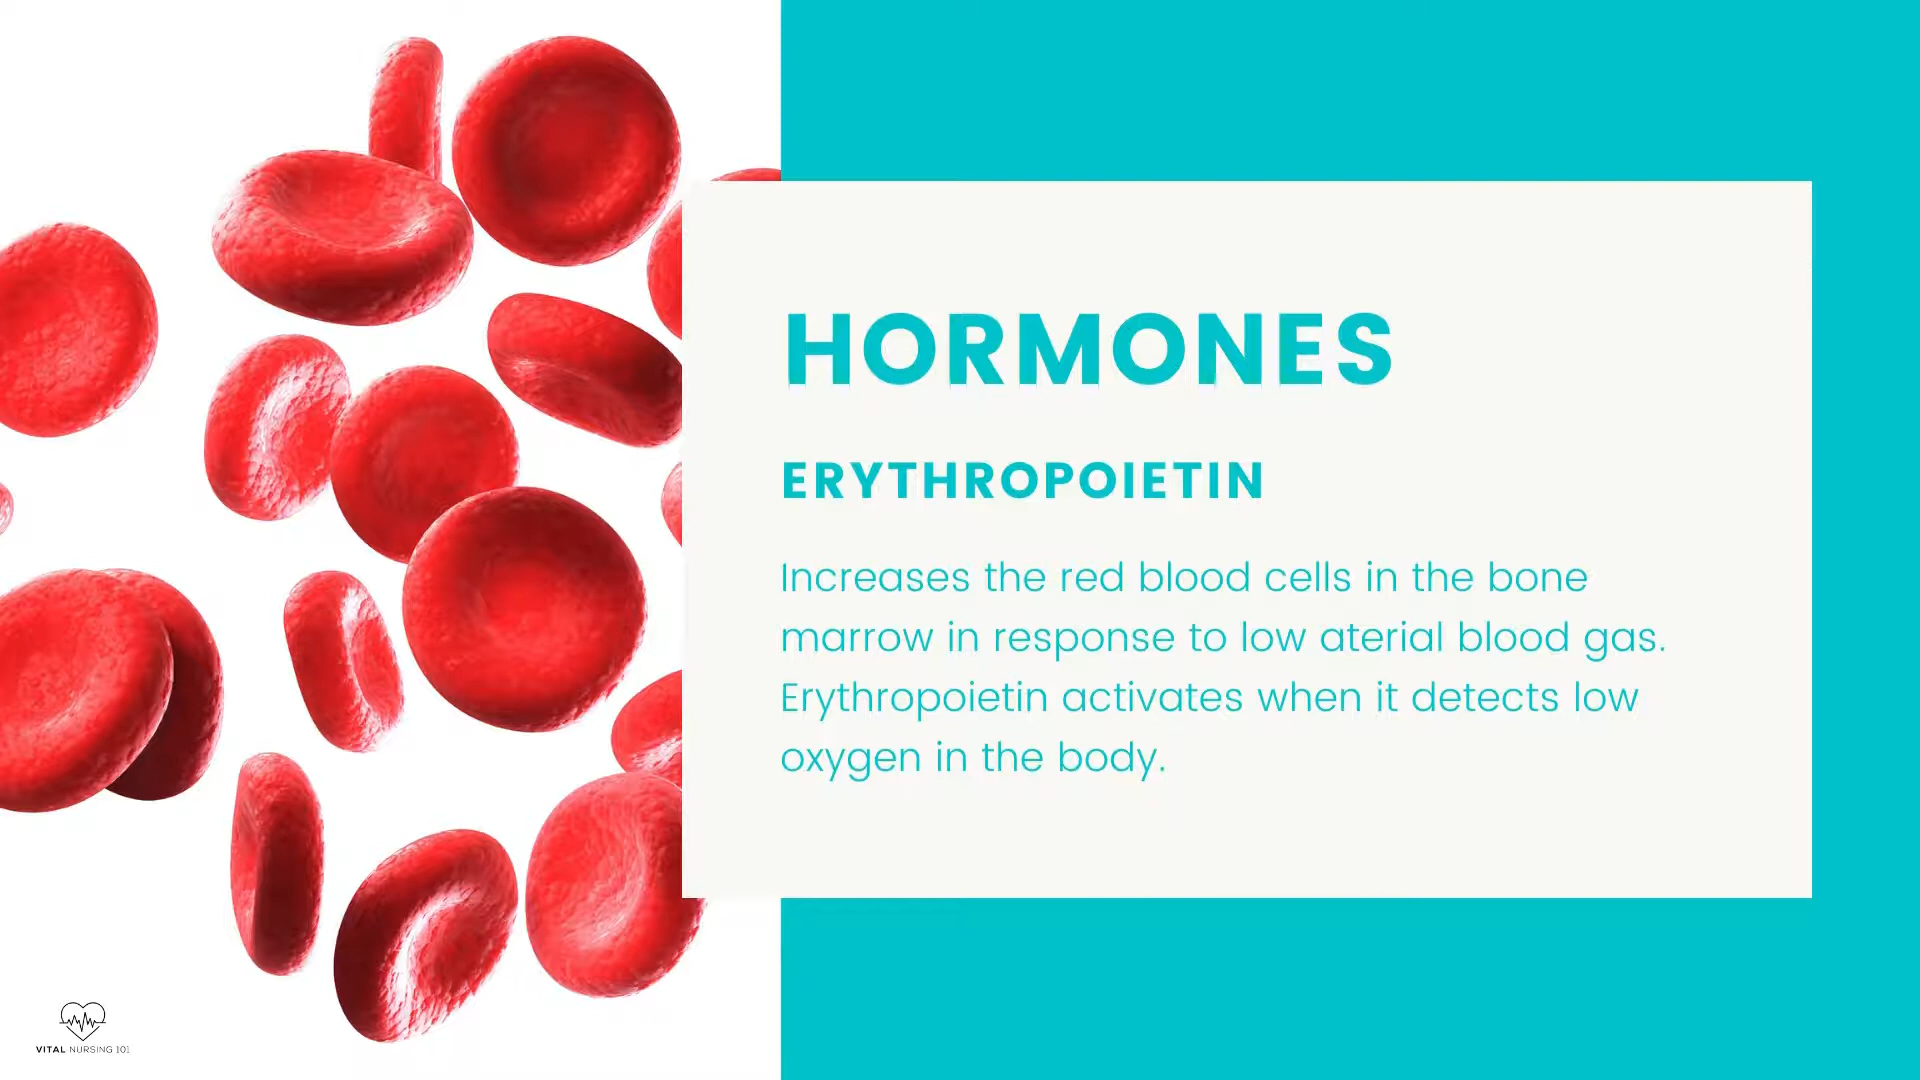 HORMONES
ERYTHROPOIETIN
Increases the red blood cells in the bone
marrow in response to low aterial blood gas.
Erythropoietin activates when it detects low
oxygen in the body.
VITAL NURSING 101